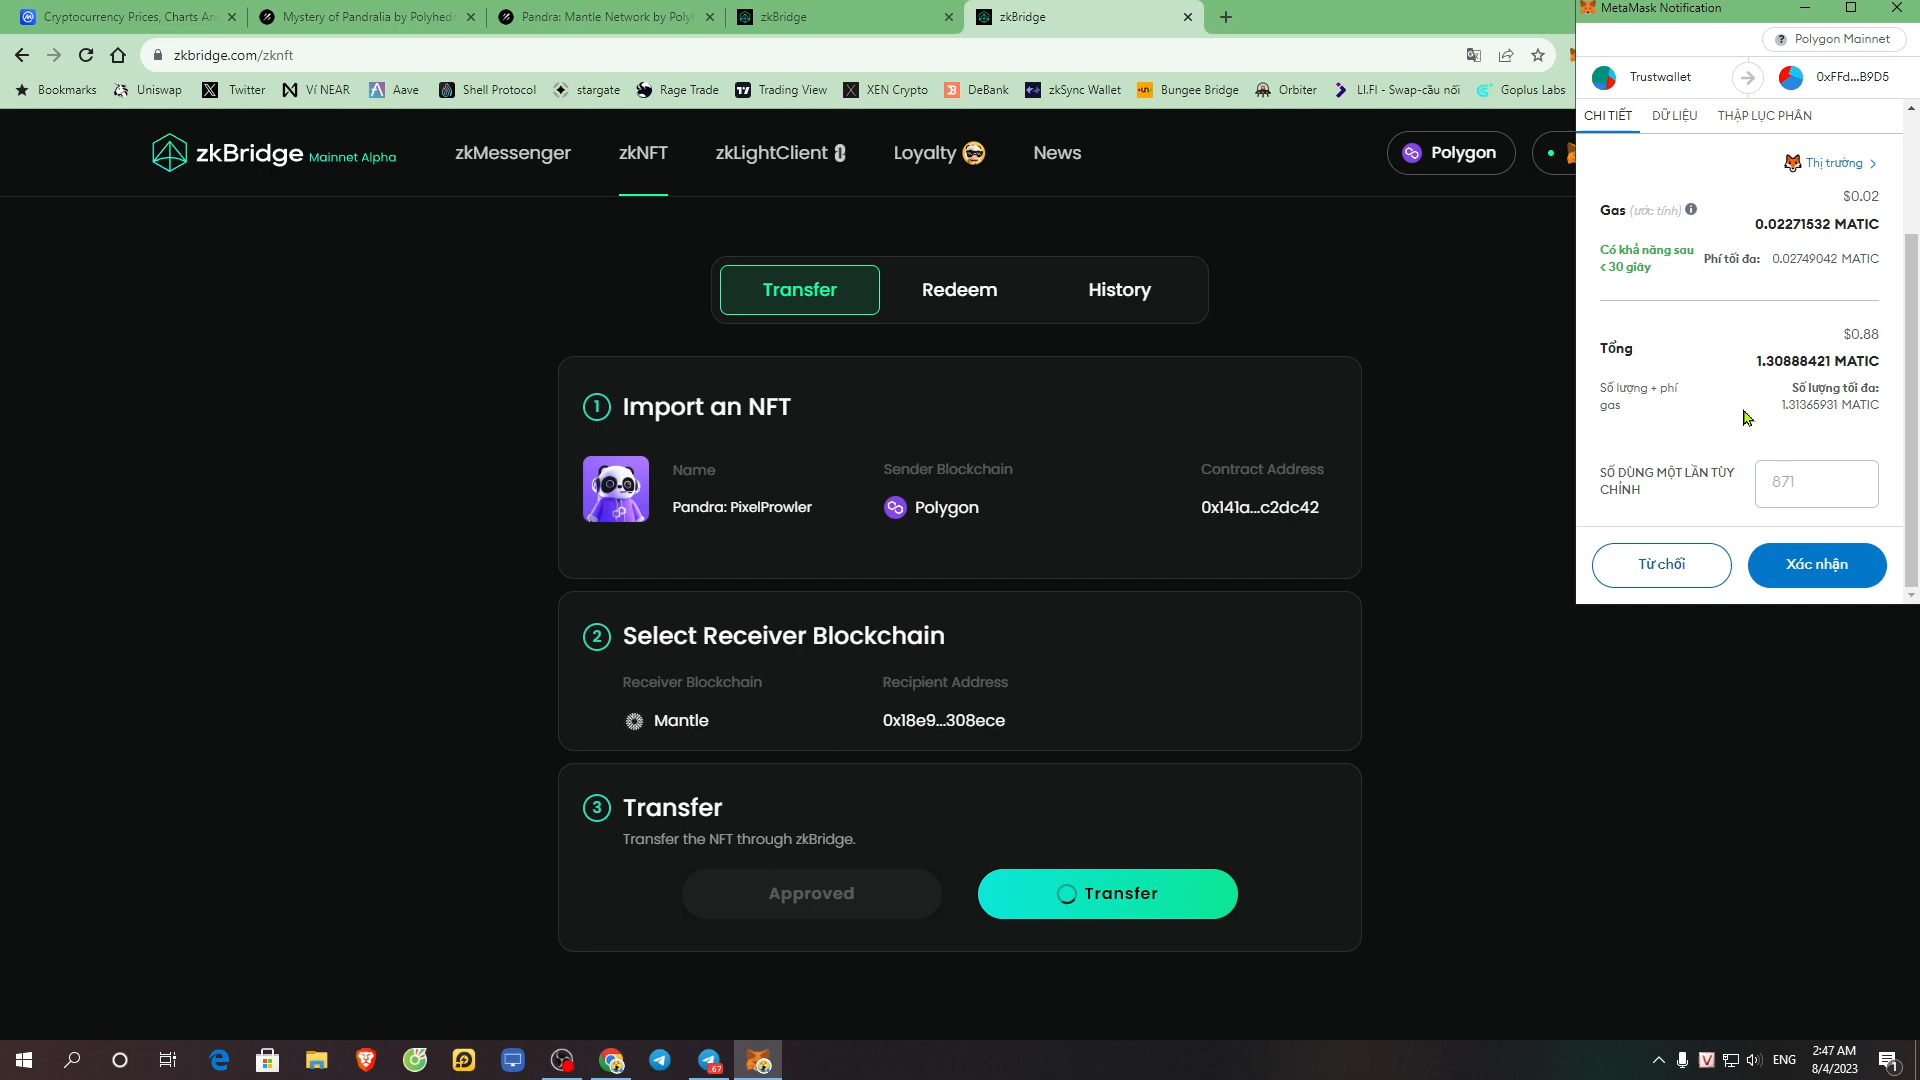 Cryptocurrency Prices, Charts An
Mystery of Pandralia by Polyhedr
Pandra: Mantle Network by Polyh
zkBridge
zkBridge
zkbridge.com/zknft
Bookmarks
Uniswap
Twitter
Ví NEAR
Aave
Shell Protocol
stargate
Rage Trade
Trading View
XEN Crypto
DeBank
zkSync Wallet
Bungee Bridge
Orbiter
LI.FI - Swap-cầu nối
Goplus Labs
zkBridge Mainnet Alpha
zkMessenger
zkNFT
zkLightClient
Loyalty
News
Polygon
Transfer
Redeem
History
1 Import an NFT
Name
Sender Blockchain
Contract Address
Pandra: PixelProwler
Polygon
0x141a...c2dc42
2 Select Receiver Blockchain
Receiver Blockchain
Recipient Address
Mantle
0x18e9...308ece
3 Transfer
Transfer the NFT through zkBridge.
Approved
Transfer
MetaMask Notification
? Polygon Mainnet
Trustwallet
0xFFd...B9D5
CHI TIẾT
DỮ LIỆU
THẬP LỤC PHÂN
Thị trường >
$0.02
Gas (ước tính)
0.02271532 MATIC
Có khả năng sau
< 30 giây
Phí tối đa: 0.02749042 MATIC
$0.88
Tổng
1.30888421 MATIC
Số lượng + phí
gas
Số lượng tối đa:
1.31365931 MATIC
SỐ DÙNG MỘT LẦN TÙY
CHỈNH
871
Từ chối
Xác nhận
67
ENG
2:47 AM
8/4/2023
1